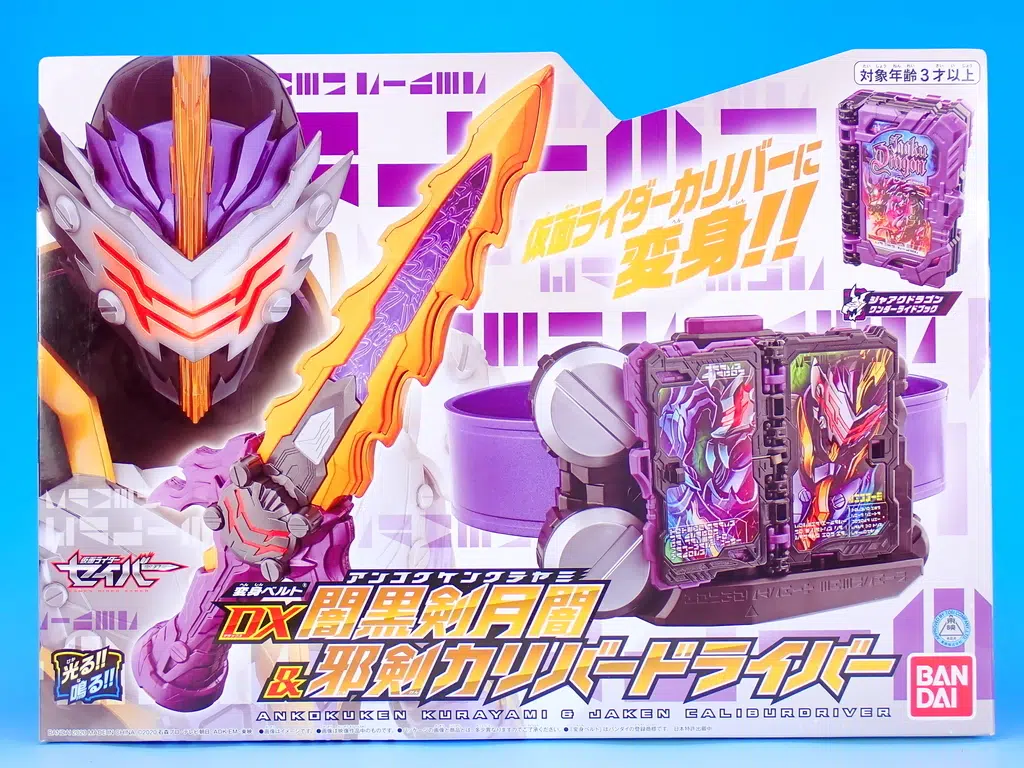 対象年齢3才以上
仮面ライダーカリバーに
変身!!
Jaku
Dragon
ジャアクドラゴン
ワンダーライドブック
仮面ライダー
セイバー
光る!!
鳴る!!
変身ベルト
アンコクケンクラヤミ
DX闇黒剣月闇
&邪剣カリバードライバー
ANKOKUKEN KURAYAMI & JAKEN CALIBURDRIVER
BAN
DAI